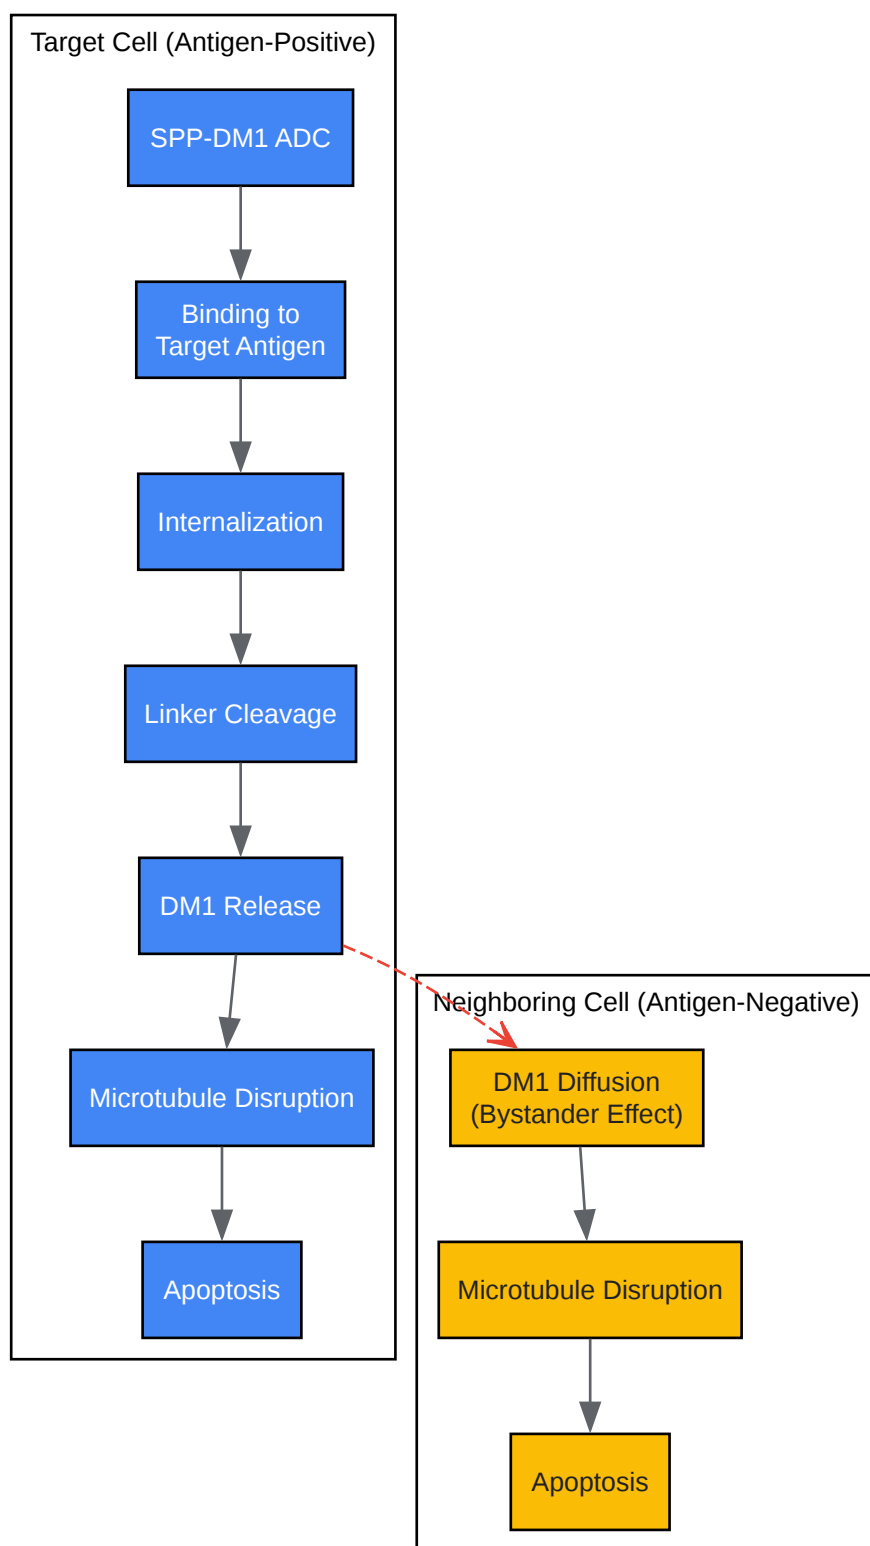 Target Cell (Antigen-Positive)
SPP-DM1 ADC
Binding to
Target Antigen
Internalization
Linker Cleavage
DM1 Release
Microtubule Disruption
Apoptosis
Neighboring Cell (Antigen-Negative)
DM1 Diffusion
(Bystander Effect)
Microtubule Disruption
Apoptosis